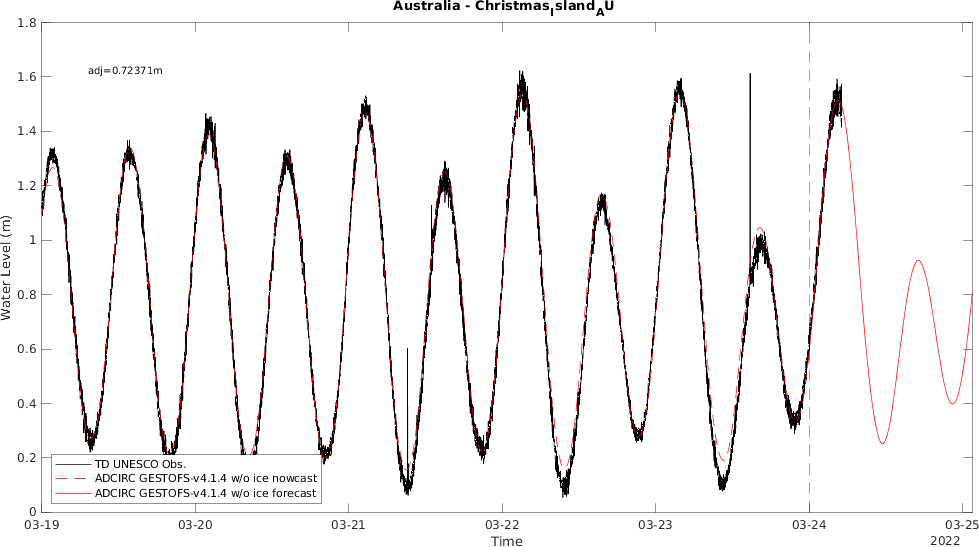 Australia - Christmas_Island_AU
1.8
adj=0.72371m
1.6
1.4
1.2
1
0.8
0.6
0.4
0.2
0
Water Level (m)
TD UNESCO Obs.
ADCIRC GESTOFS-v4.1.4 w/o ice nowcast
ADCIRC GESTOFS-v4.1.4 w/o ice forecast
03-19 03-20 03-21 03-22 03-23 03-24 03-25
Time
2022